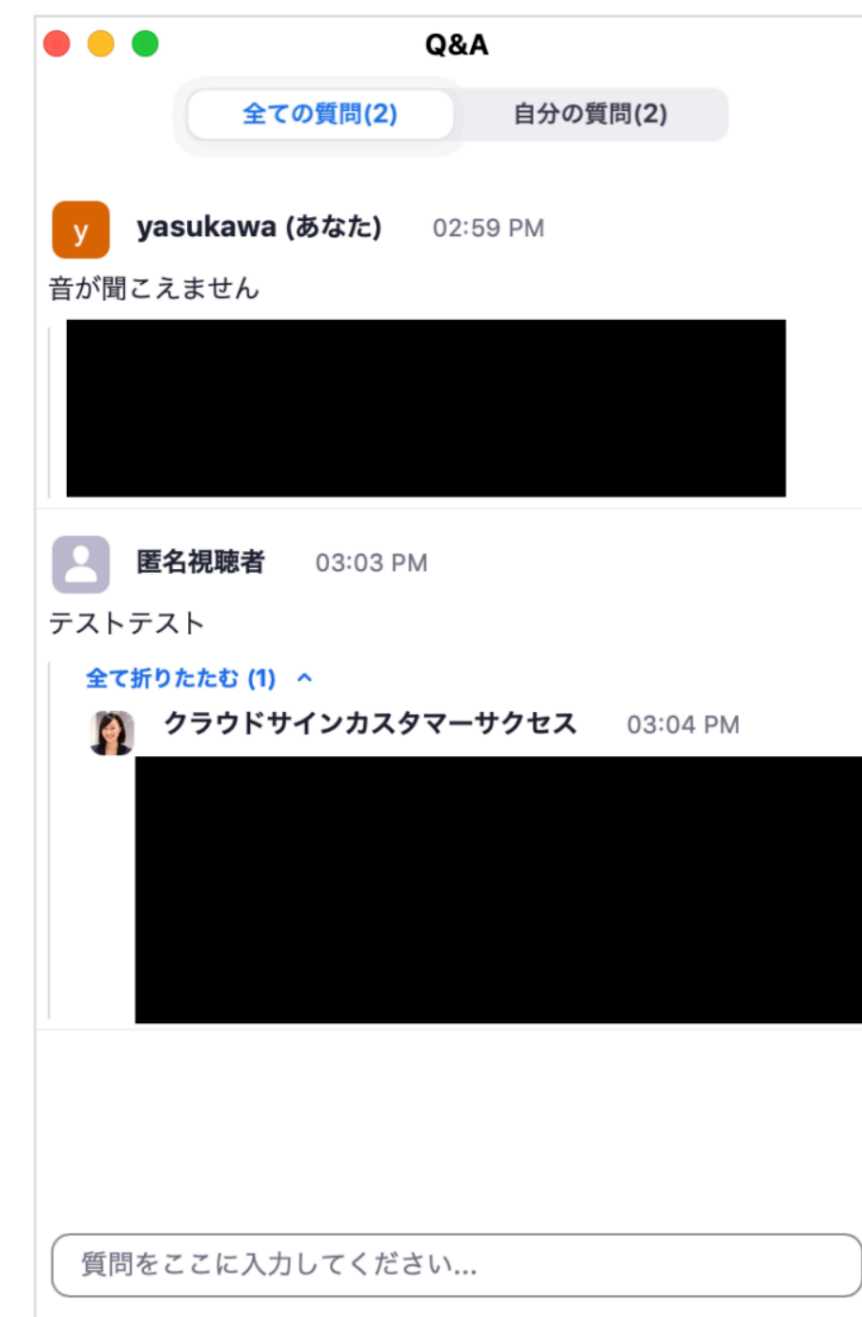 Q&A
全ての質問(2) 自分の質問(2)
y yasukawa (あなた) 02:59 PM
音が聞こえません
匿名視聴者 03:03 PM
テストテスト
全て折りたたむ (1)
クラウドサインカスタマーサクセス 03:04 PM
質問をここに入力してください...